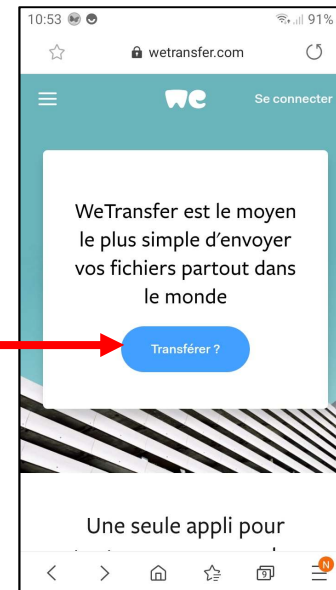 10:53 91%
wetransfer.com
we Se connecter
WeTransfer est le moyen
le plus simple d'envoyer
vos fichiers partout dans
le monde
Transférer ?
Une seule appli pour
9 N